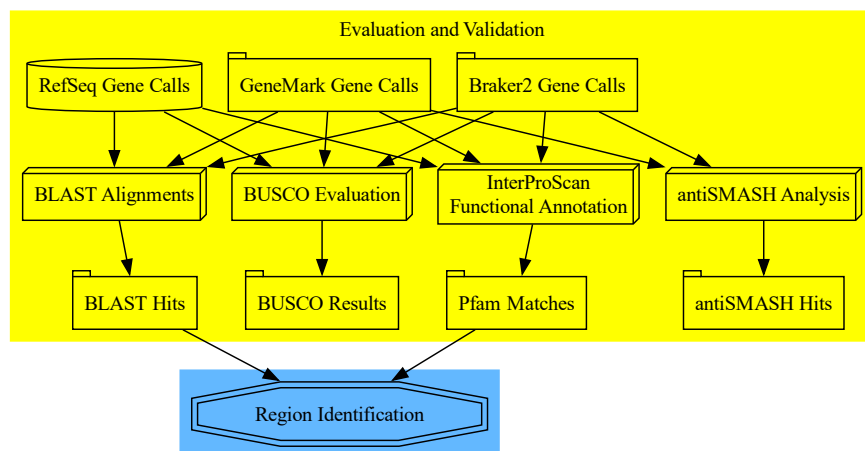 Evaluation and Validation
RefSeq Gene Calls
GeneMark Gene Calls
Braker2 Gene Calls
BLAST Alignments
BUSCO Evaluation
InterProScan
Functional Annotation
antiSMASH Analysis
BLAST Hits
BUSCO Results
Pfam Matches
antiSMASH Hits
Region Identification